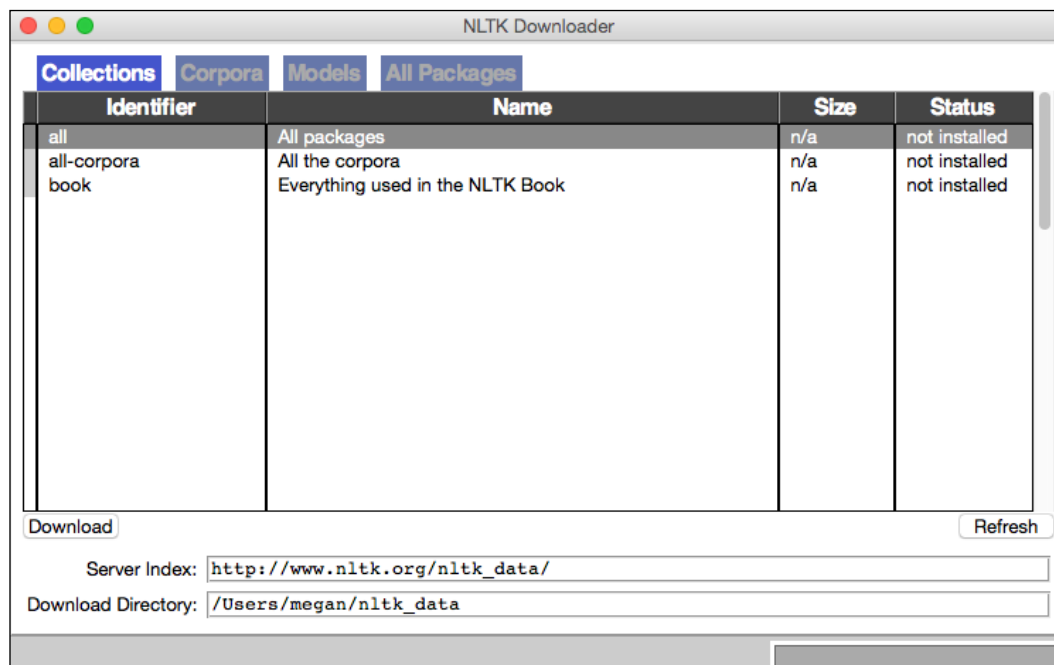 NLTK Downloader
Collections Corpora Models All Packages
Identifier Name Size Status
all All packages n/a not installed
all-corpora All the corpora n/a not installed
book Everything used in the NLTK Book n/a not installed
Download Refresh
Server Index: http://www.nltk.org/nltk_data/
Download Directory: /Users/megan/nltk_data